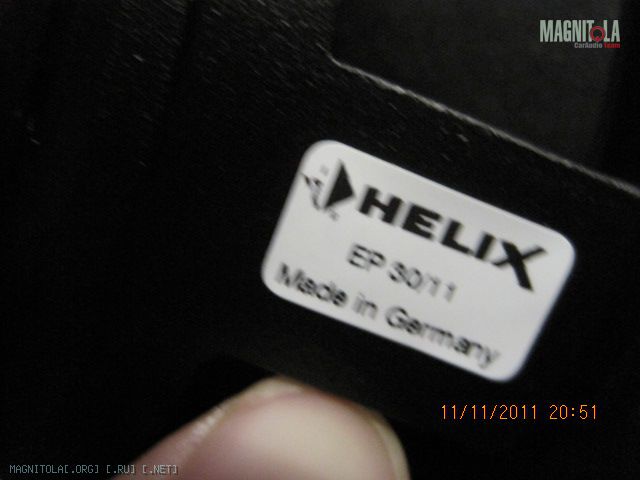 MAGNITOLA
CarAudio Team
HELIX
EP 30/11
Made in Germany
11/11/2011 20:51
MAGNITOLA[.ORG] [.RU] [.NET]